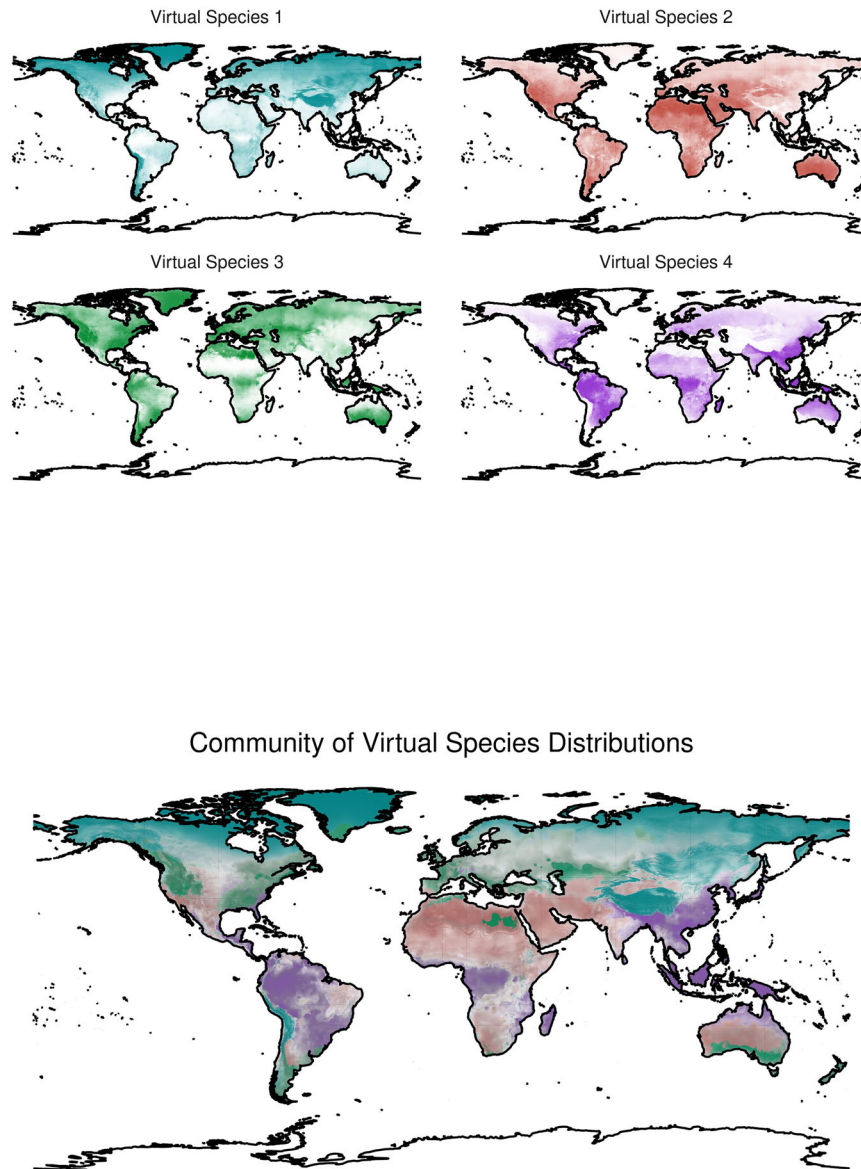 Virtual Species 1
Virtual Species 2
Virtual Species 3
Virtual Species 4
Community of Virtual Species Distributions